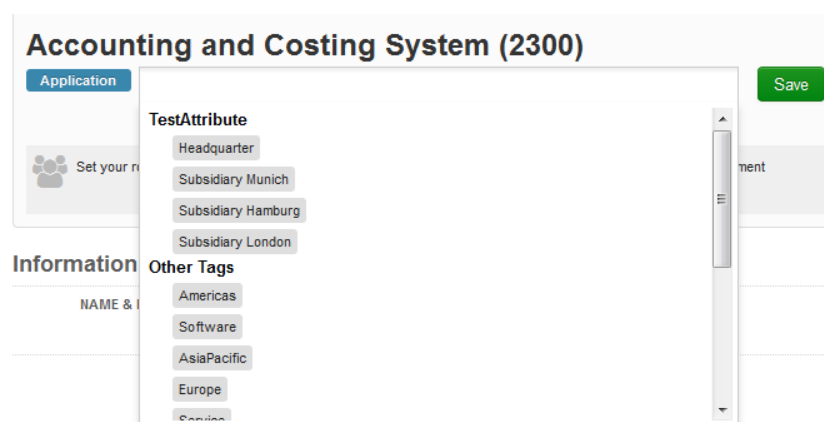 Accounting and Costing System (2300)
Application
Save
TestAttribute
Headquarter
Set your r
ment
Subsidiary Munich
Subsidiary Hamburg
Subsidiary London
Information
Other Tags
Americas
NAME &
Software
AsiaPacific
Europe
Service